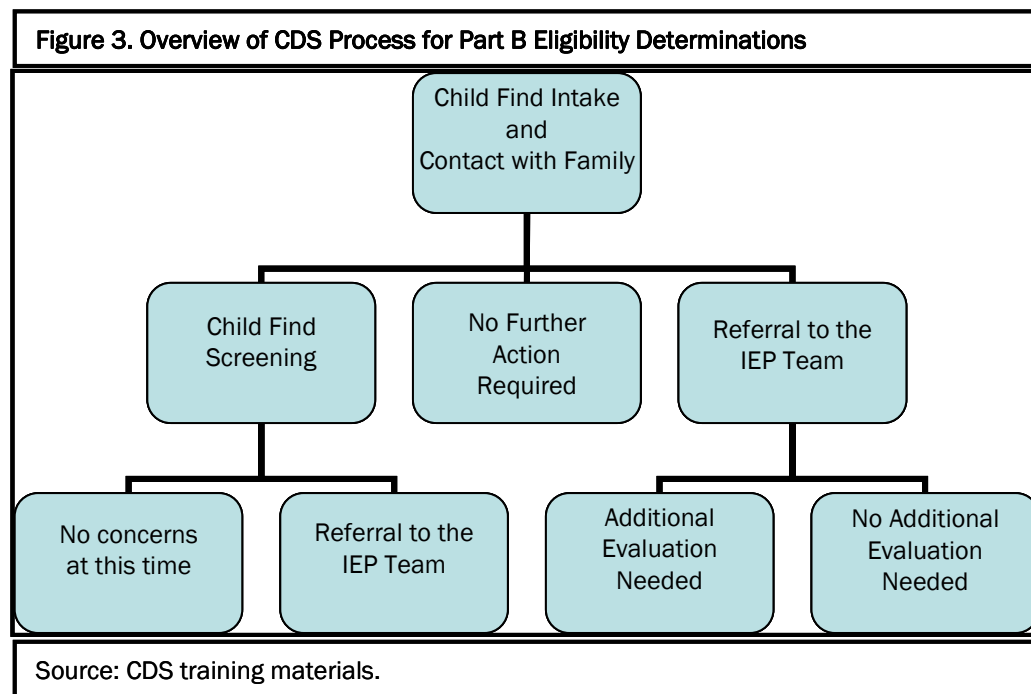 Figure 3. Overview of CDS Process for Part B Eligibility Determinations
Child Find Intake
and
Contact with Family
Child Find
Screening
No Further
Action
Required
Referral to the
IEP Team
No concerns
at this time
Referral to the
IEP Team
Additional
Evaluation
Needed
No Additional
Evaluation
Needed
Source: CDS training materials.